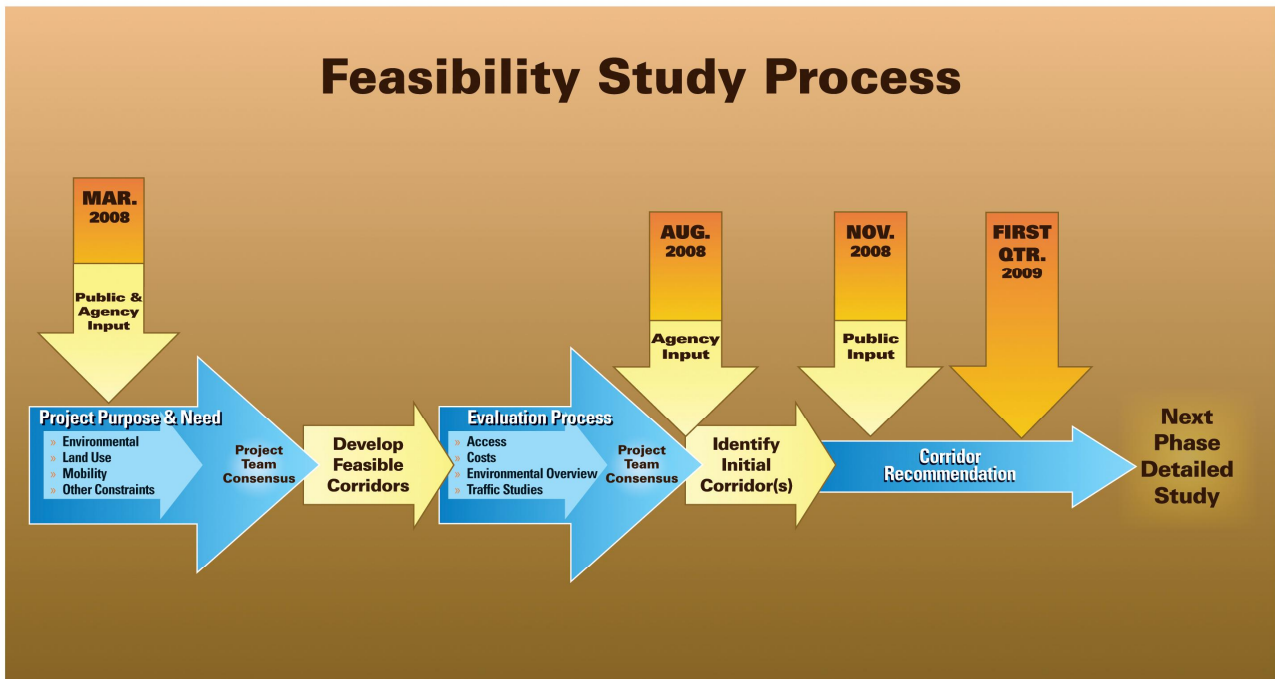 Feasibility Study Process
MAR.
2008
Public &
Agency
Input
AUG.
2008
Agency
Input
NOV.
2008
Public
Input
FIRST
QTR.
2009
Project Purpose & Need
» Environmental
» Land Use
» Mobility
» Other Constraints
Project
Team
Consensus
Develop
Feasible
Corridors
Evaluation Process
» Access
» Costs
» Environmental Overview
» Traffic Studies
Project
Team
Consensus
Identify
Initial
Corridor(s)
Corridor
Recommendation
Next
Phase
Detailed
Study